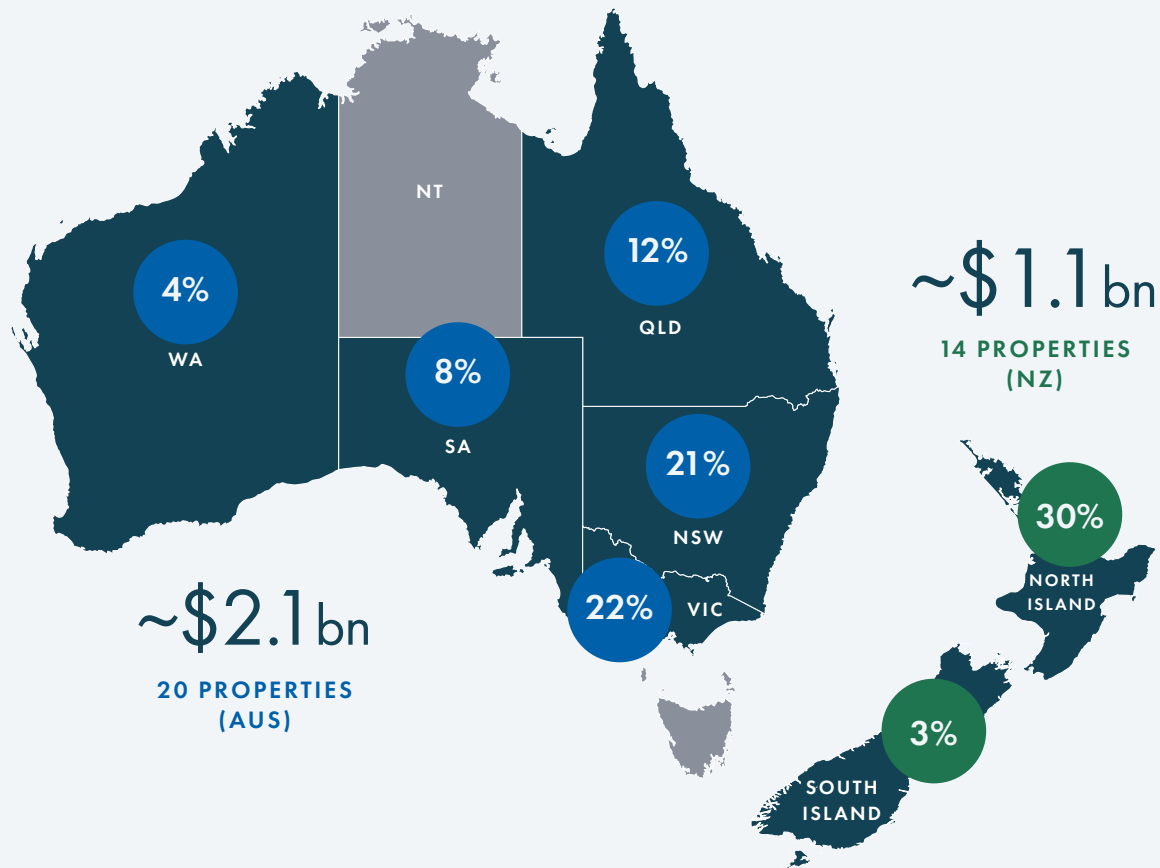 NT
12%
QLD
4%
WA
8%
SA
21%
NSW
22%
VIC
~$2.1bn
20 PROPERTIES
(AUS)
~$1.1bn
14 PROPERTIES
(NZ)
30%
NORTH
ISLAND
3%
SOUTH
ISLAND